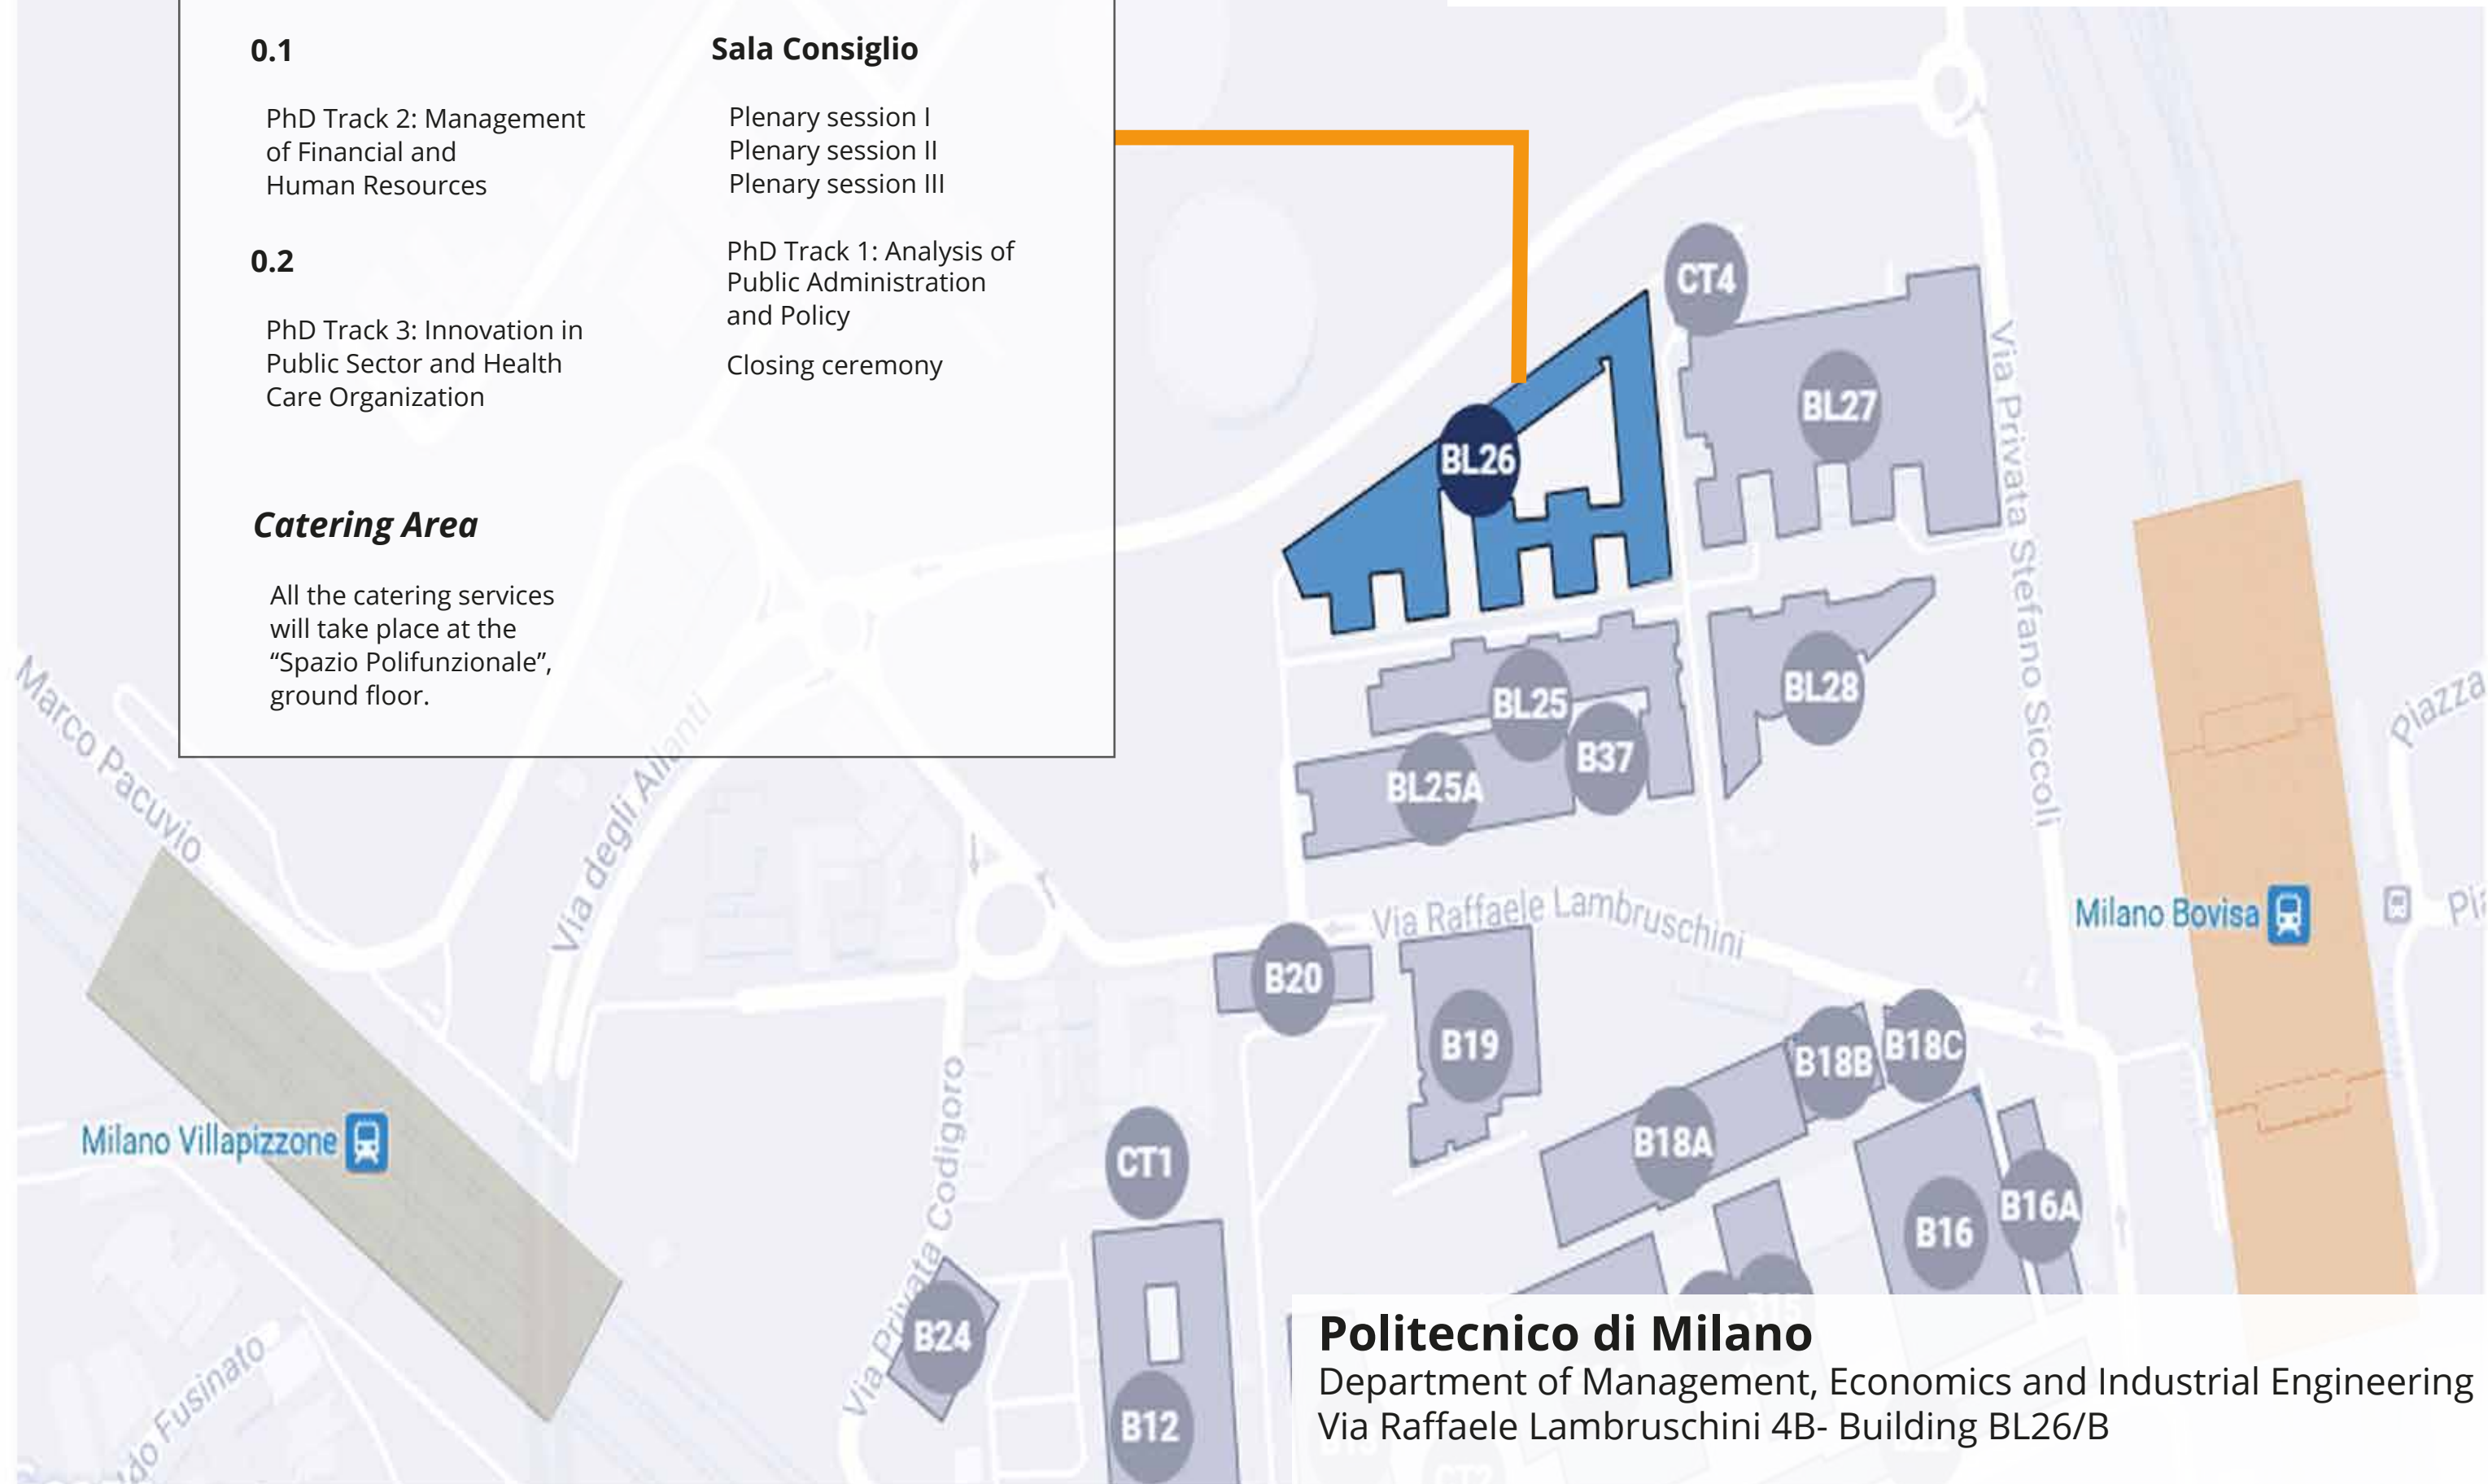 0.1
PhD Track 2: Management
of Financial and
Human Resources
0.2
PhD Track 3: Innovation in
Public Sector and Health
Care Organization
Catering Area
All the catering services
will take place at the
“Spazio Polifunzionale”,
ground floor.
Sala Consiglio
Plenary session I
Plenary session II
Plenary session III
PhD Track 1: Analysis of
Public Administration
and Policy
Closing ceremony
CT4
BL27
BL26
Via Privata Stefano Siccoli
BL25
BL28
B37
BL25A
Piazza
Marco Pacuvio
Via degli Ailanti
Via Raffaele Lambruschini
Milano Bovisa
B20
B19
B18B
B18C
B18A
Milano Villapizzone
CT1
B16A
B16
Via Privata Codigoro
B24
B12
Fusinato
Politecnico di Milano
Department of Management, Economics and Industrial Engineering
Via Raffaele Lambruschini 4B- Building BL26/B